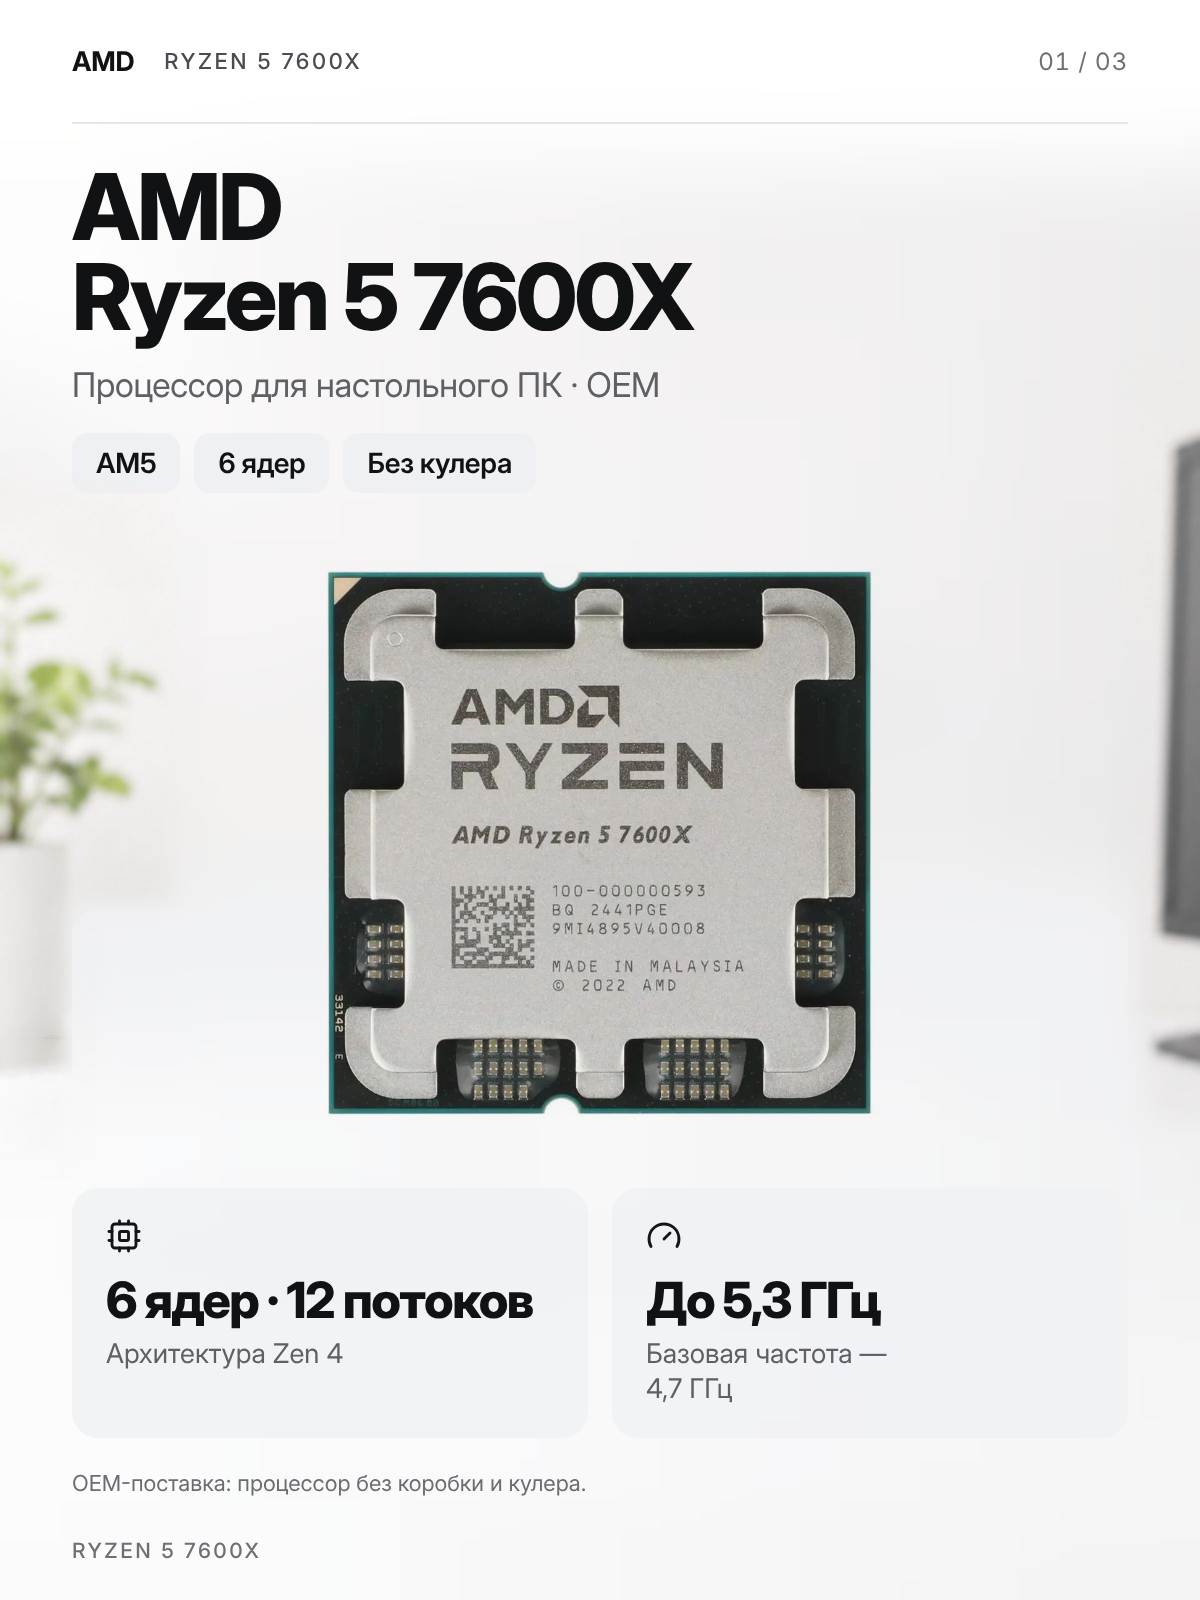 AMD RYZEN 5 7600X 01 / 03
AMD
Ryzen 5 7600X
Процессор для настольного ПК · OEM
AM5 6 ядер Без кулера
AMD
RYZEN
AMD Ryzen 5 7600X
100-000000593
BQ 2441PGE
9MI4895V40008
MADE IN MALAYSIA
© 2022 AMD
33142 E
6 ядер · 12 потоков
Архитектура Zen 4
До 5,3 ГГц
Базовая частота —
4,7 ГГц
OEM-поставка: процессор без коробки и кулера.
RYZEN 5 7600X